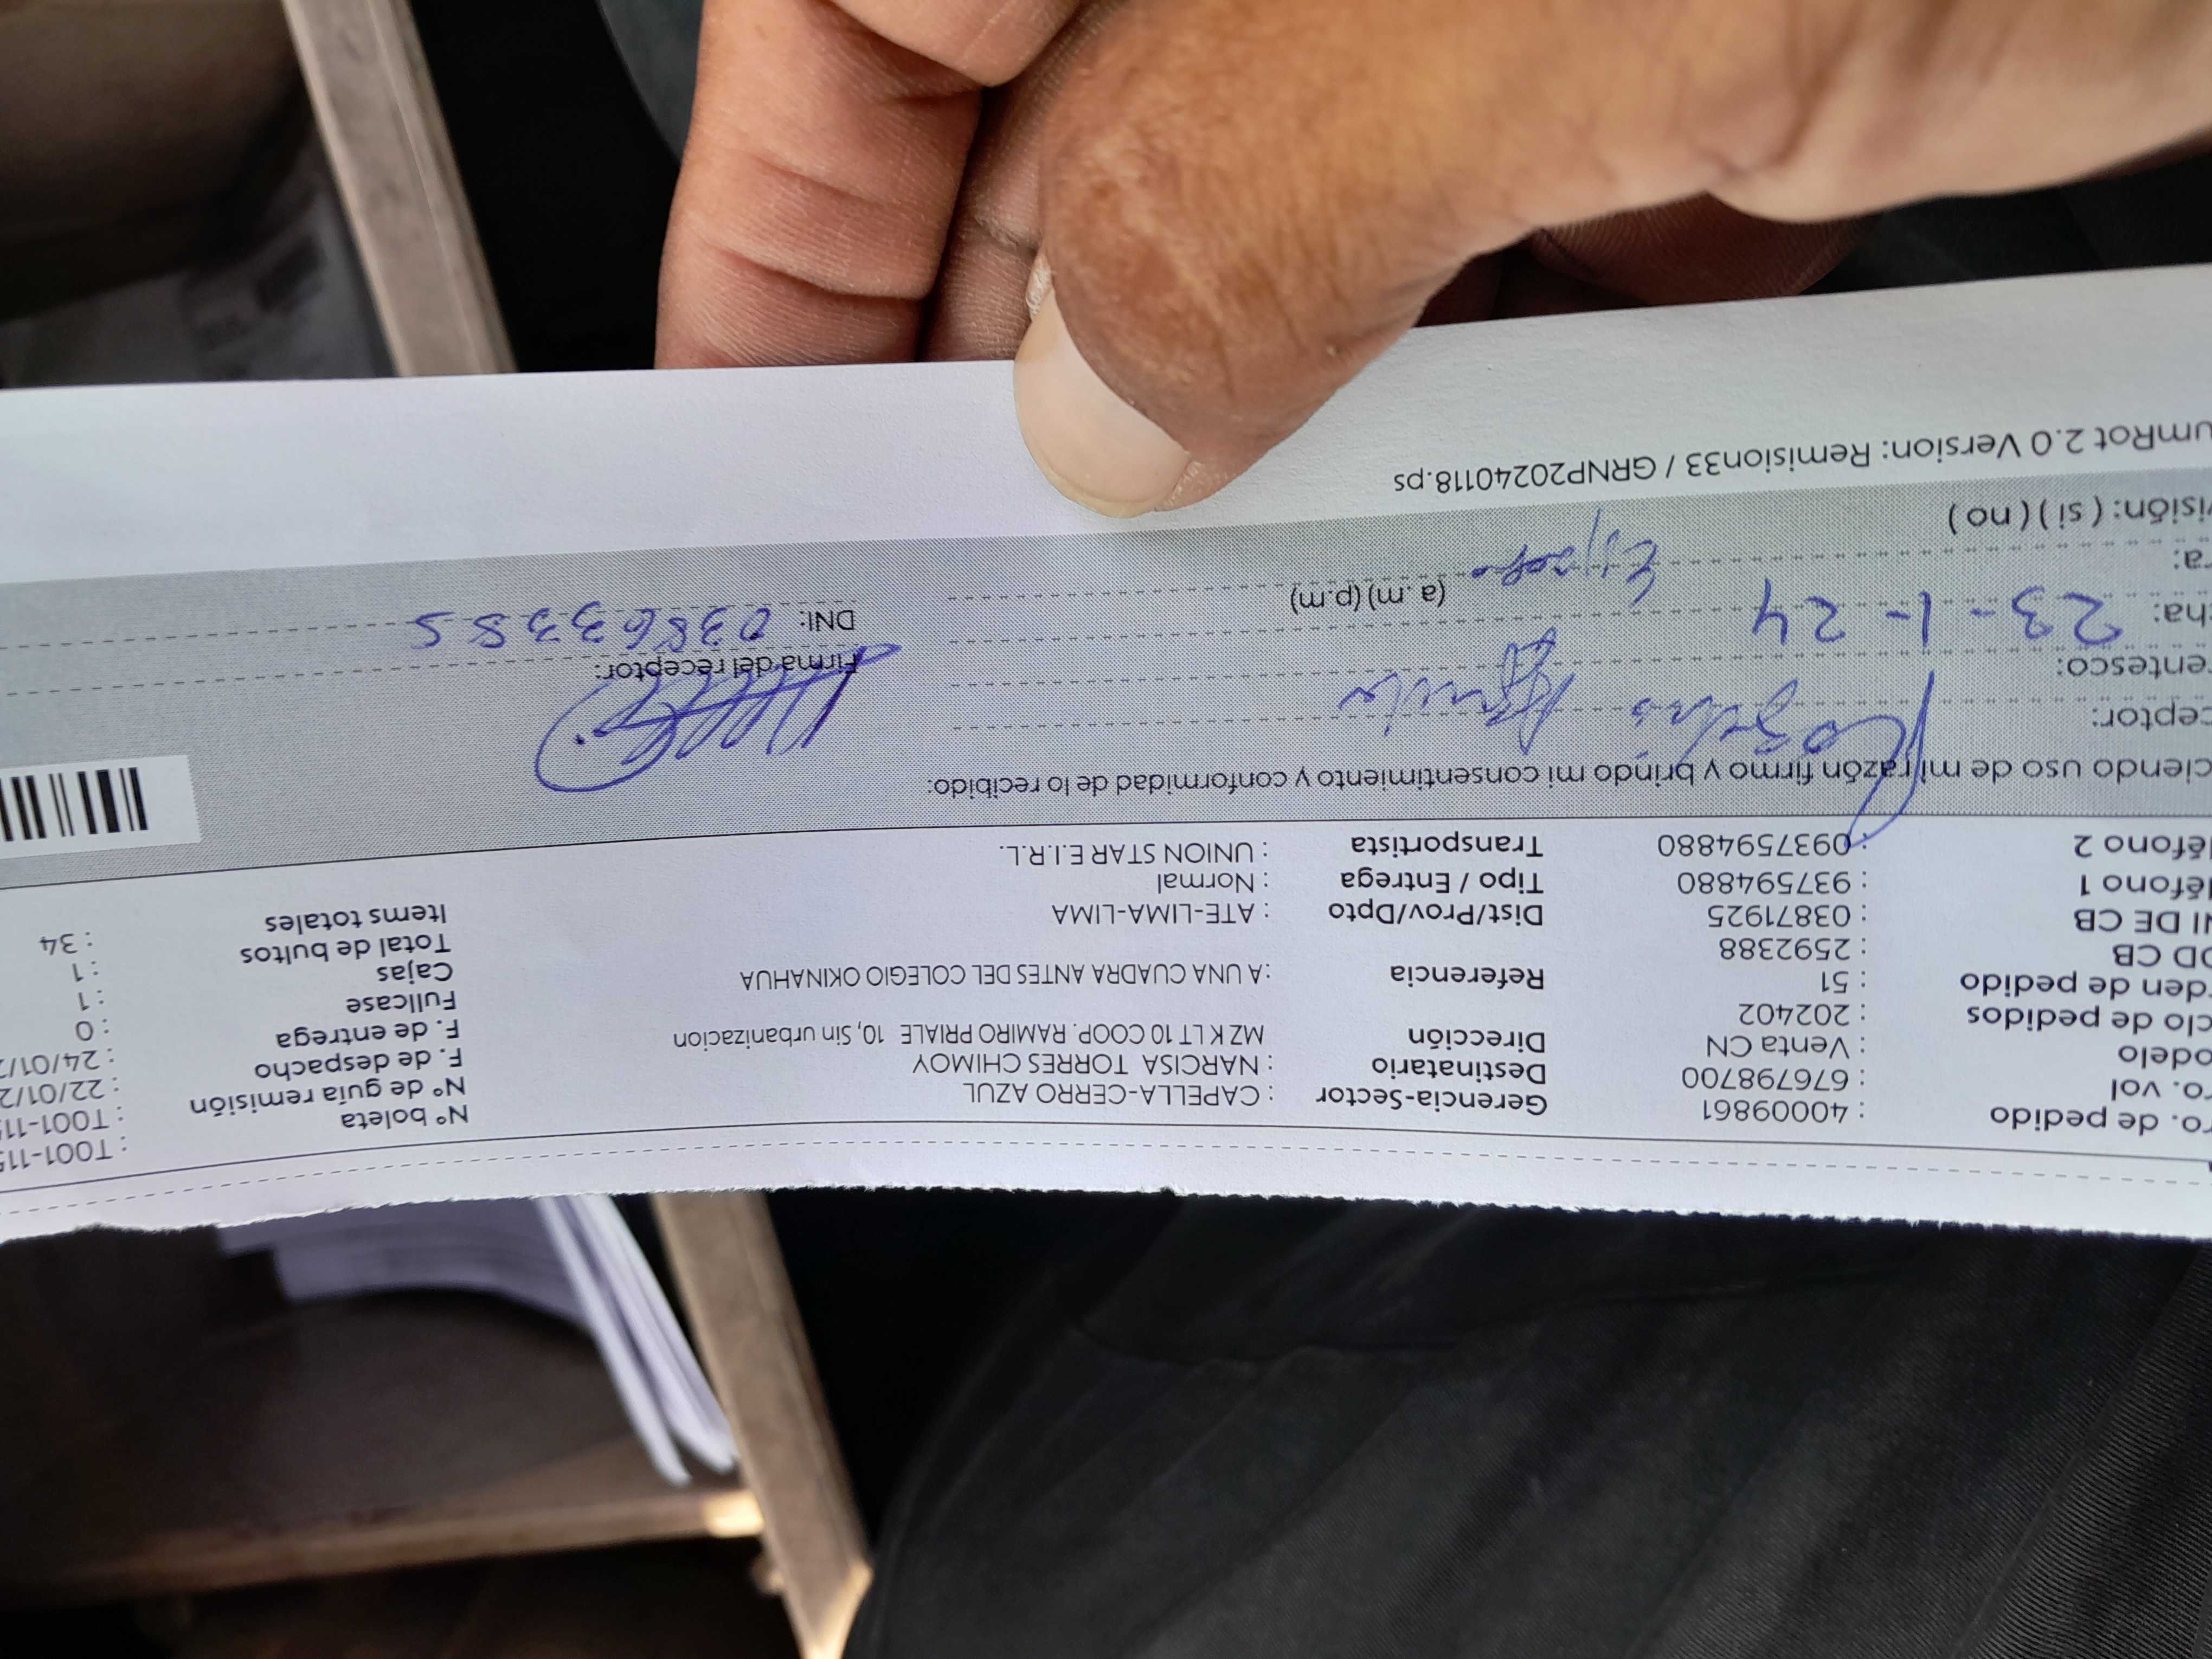 ro. de pedido : 40009861 Gerencia-Sector : CAPELLA-CERRO AZUL Nº boleta : T001-115
ro. vol : 676798700 Destinatario : NARCISA TORRES CHIMOY Nº de guía remisión : T001-115
odelo : Venta CN Dirección MZ K LT 10 COOP. RAMIRO PRIALE 10, Sin urbanizacion F. de despacho : 22/01/2
clo de pedidos : 202402 F. de entrega : 24/01/2
rden de pedido : 51 Referencia : A UNA CUADRA ANTES DEL COLEGIO OKINAHUA Fullcase : 0
OD CB : 2592388 Cajas : 1
NI DE CB : 03871925 Dist/Prov/Dpto : ATE-LIMA-LIMA Total de bultos : 1
léfono 1 : 937594880 Tipo / Entrega : Normal Items totales : 34
léfono 2 : 0937594880 Transportista : UNION STAR E.I.R.L.
ciendo uso de mi razón firmo y brindo mi consentimiento y conformidad de lo recibido:
ceptor:
entesco: Firma del receptor:
ha: 23-1-24 DNI: 03863385
ra: (a.m) (p.m)
isión: ( si ) ( no )
umRot 2.0 Version: Remision33 / GRNP20240118.ps